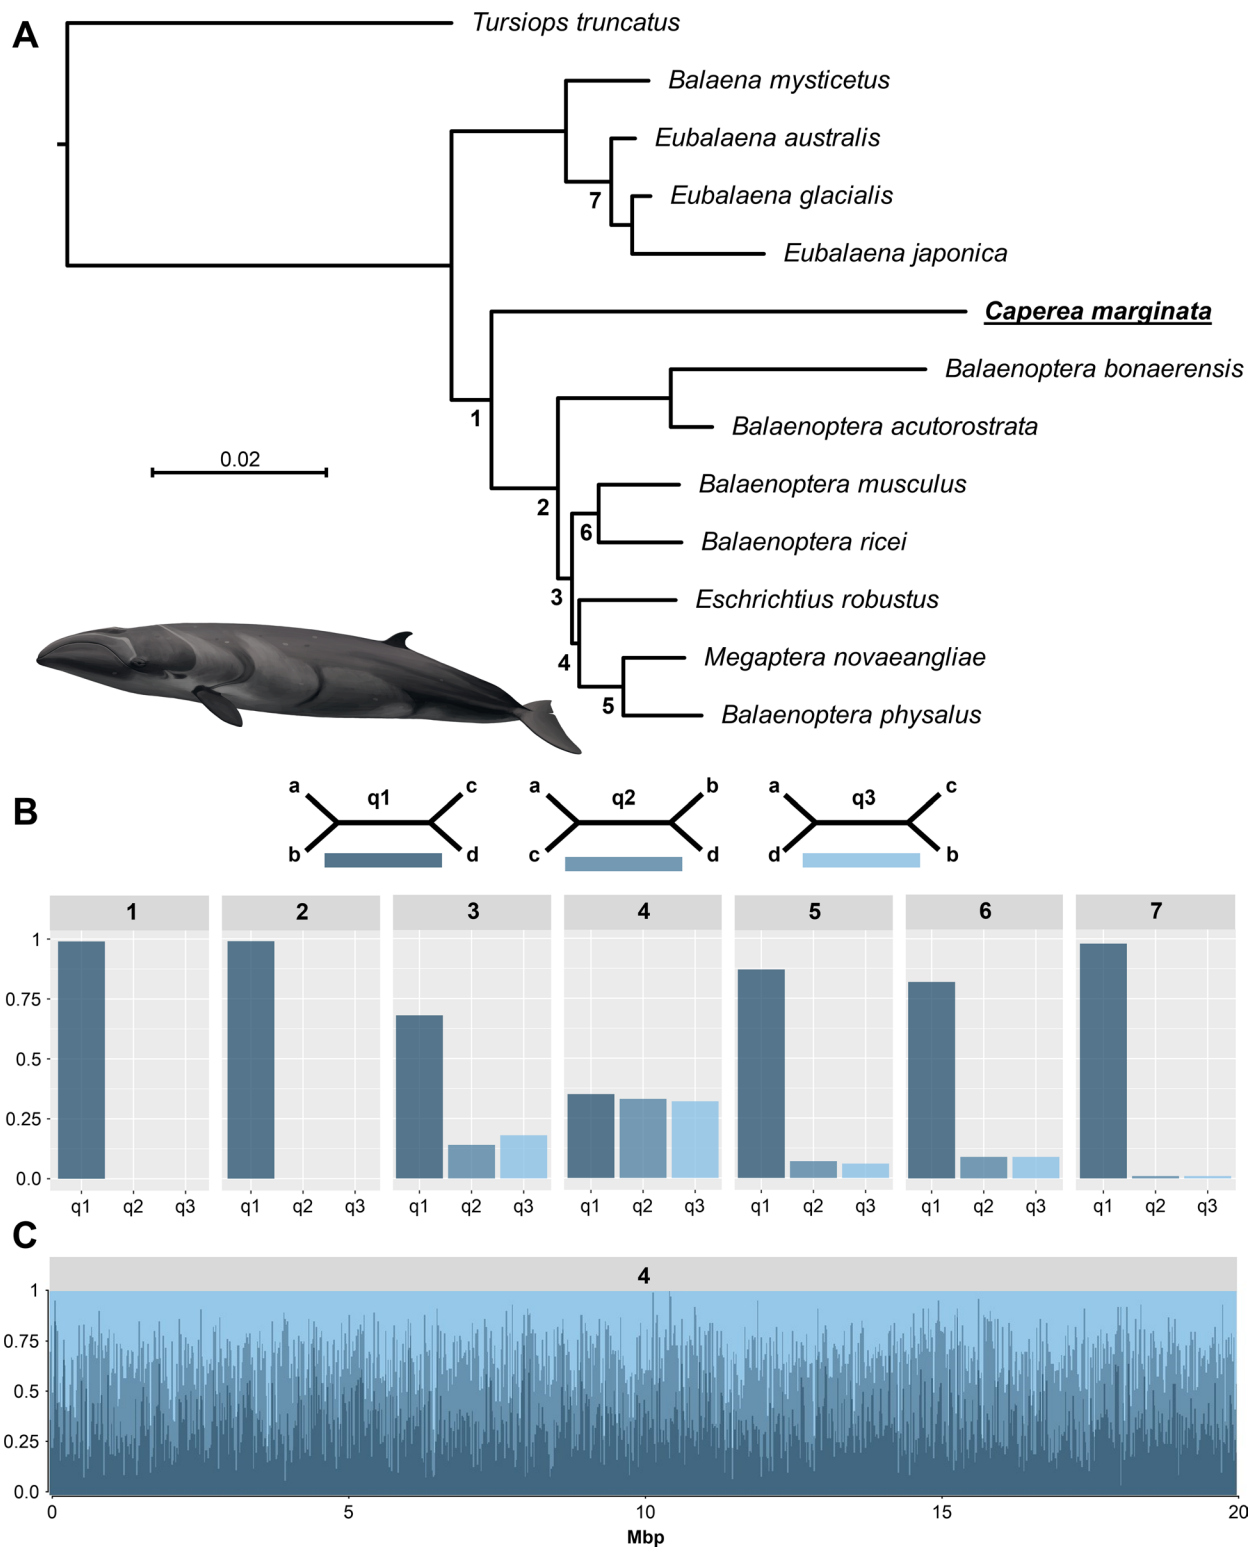 A
Tursiops truncatus
Balaena mysticetus
Eubalaena australis
Eubalaena glacialis
7
Eubalaena japonica
Caperea marginata
Balaenoptera bonaerensis
1
Balaenoptera acutorostrata
0.02
Balaenoptera musculus
2
6
Balaenoptera ricei
3
Eschrichtius robustus
4
Megaptera novaeangliae
5
Balaenoptera physalus
B
a q1 c
b d
a q2 b
c d
a q3 c
d b
1 2 3 4 5 6 7
1
0.75
0.5
0.25
0.0
q1 q2 q3 q1 q2 q3 q1 q2 q3 q1 q2 q3 q1 q2 q3 q1 q2 q3 q1 q2 q3
C
4
1
0.75
0.5
0.25
0.0
0 5 10 15 20
Mbp